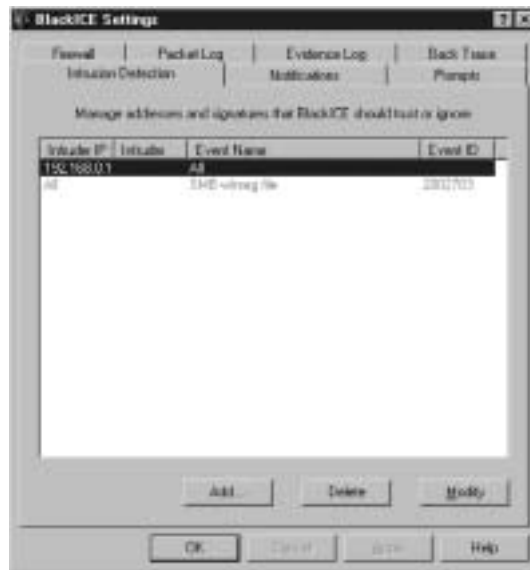 BlackICE Settings
Firewall Packet Log Evidence Log Back Trace
Intrusion Detection Notifications Prompts
Manage addresses and signatures that BlackICE should trust or ignore
Intruder IP Intruder Event Name Event ID
192.168.0.1 All
All SMB winreg file
Add... Delete Modify
OK Cancel Apply Help